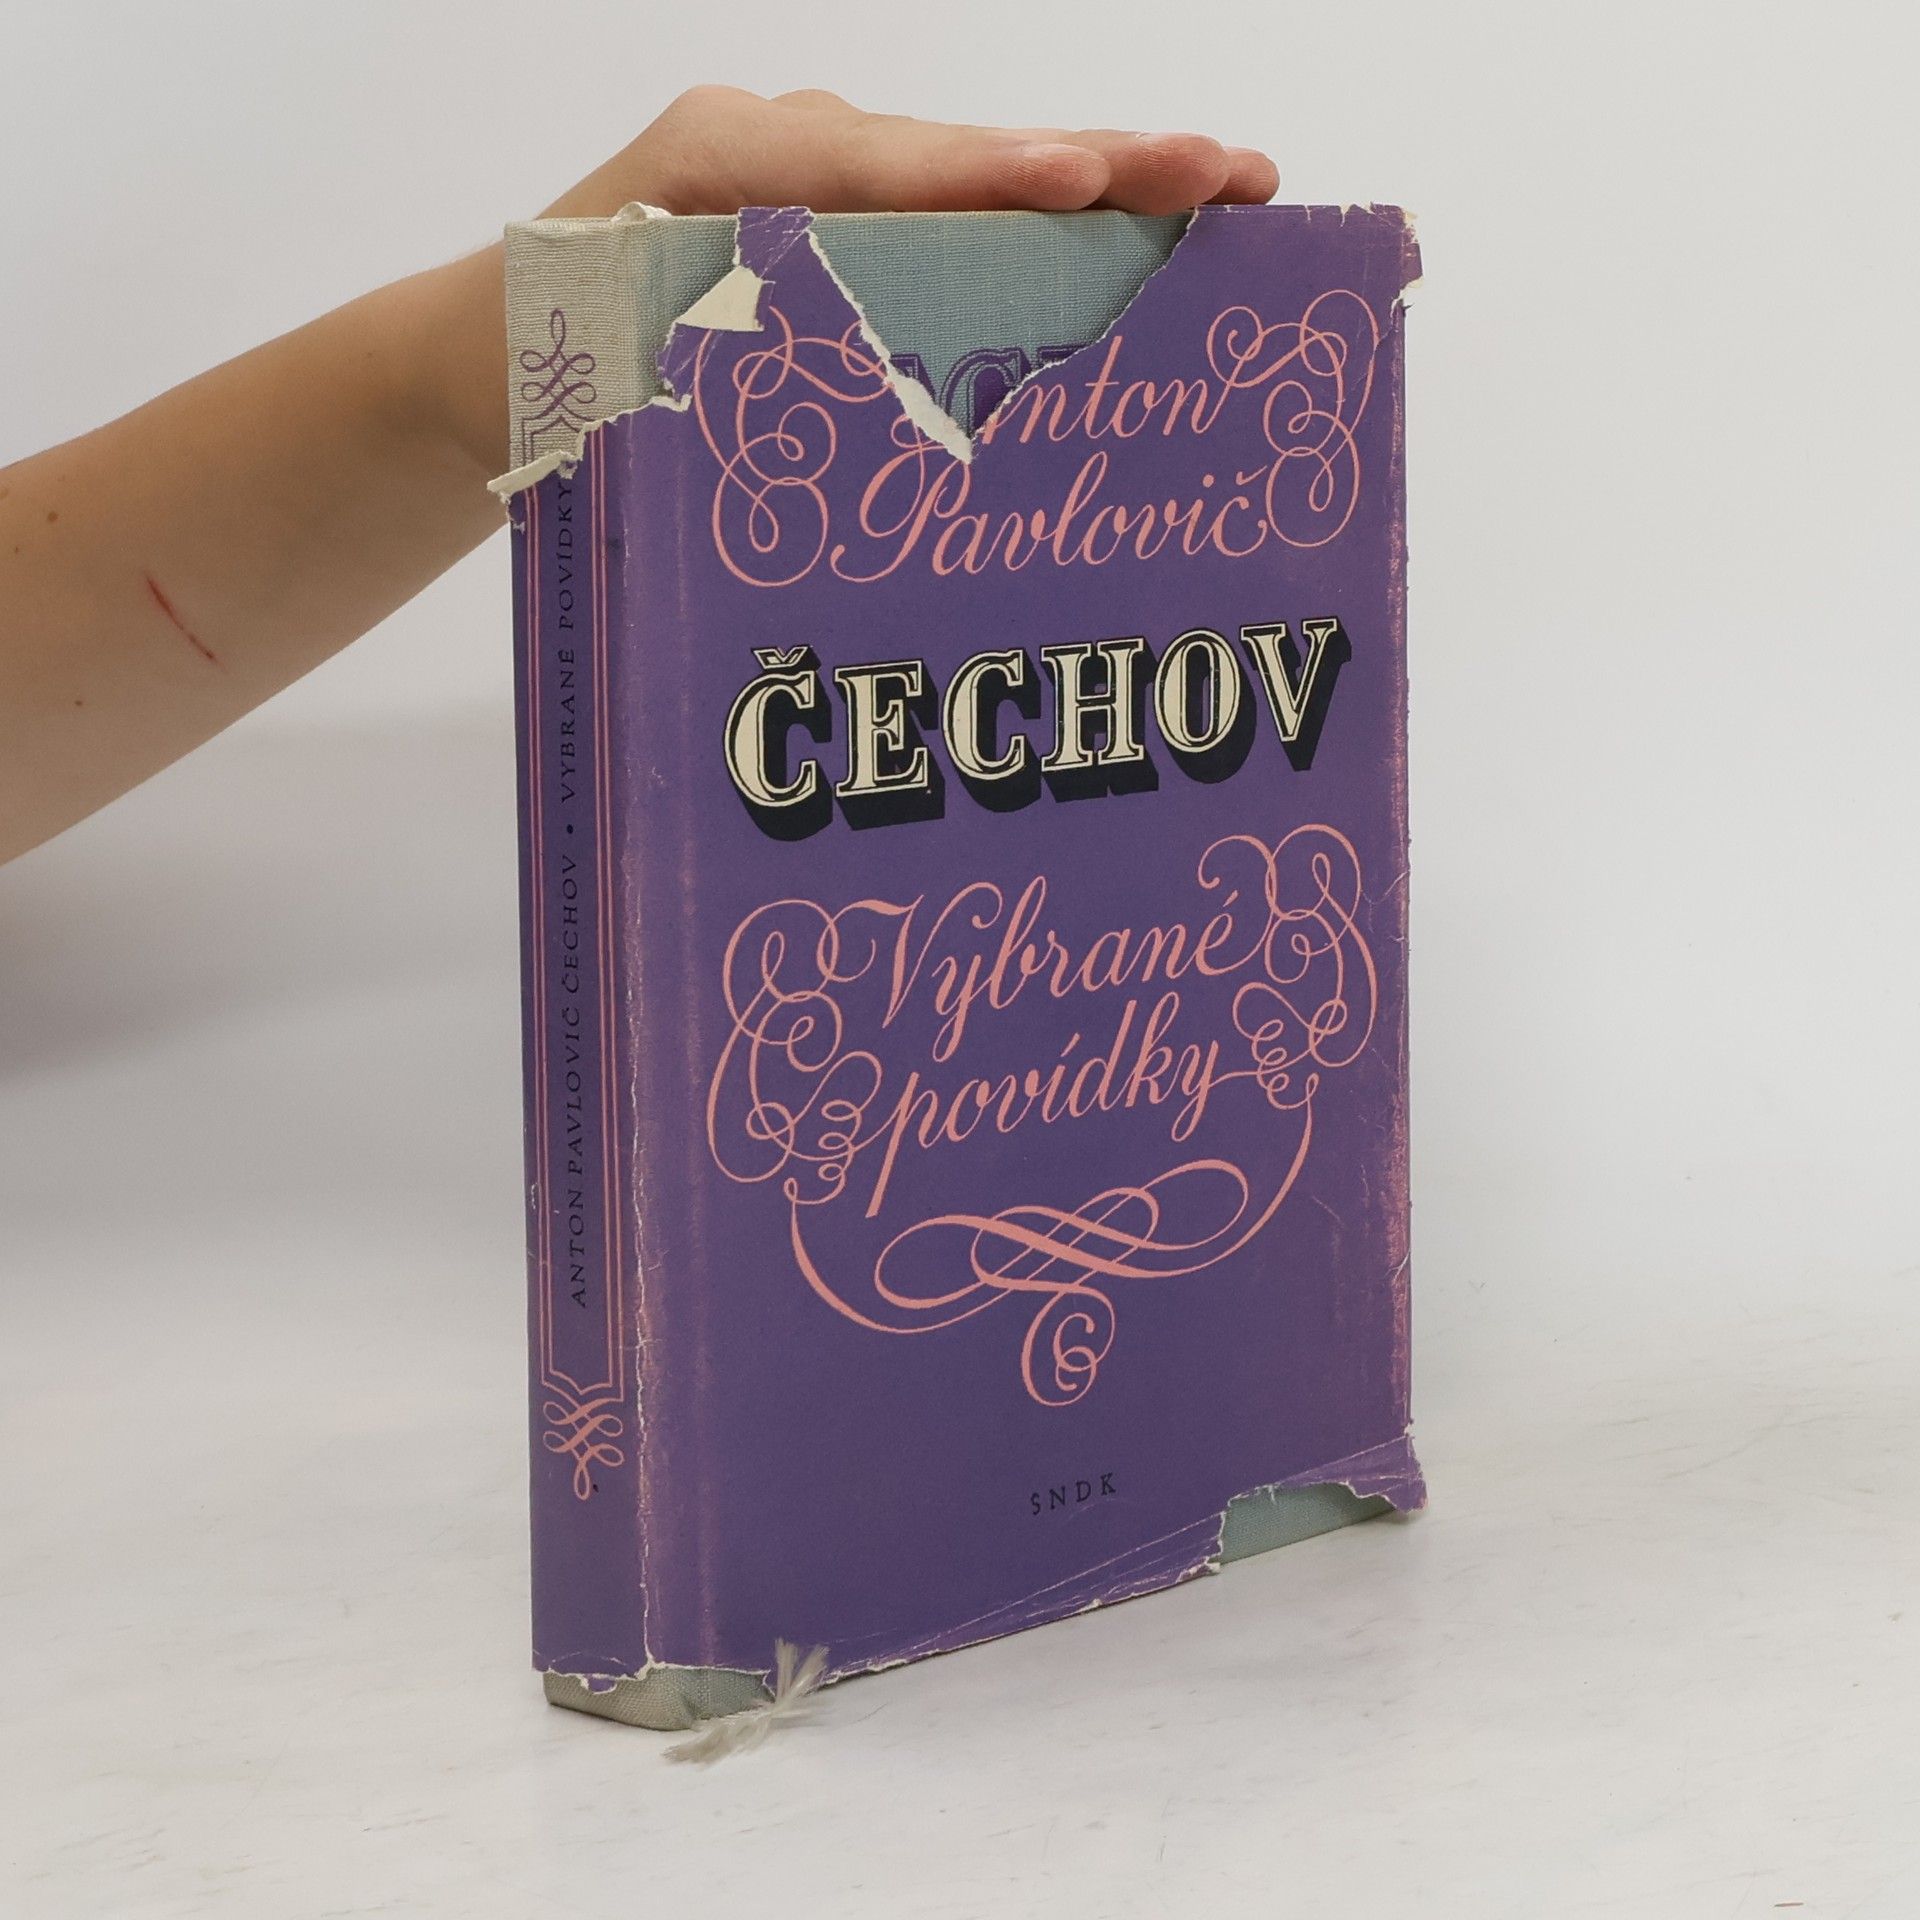 Anton
Pavlovič
ČECHOV
Vybrané
povídky
SNDK
ANTON PAVLOVIČ ČECHOV • VYBRANÉ POVÍDKY